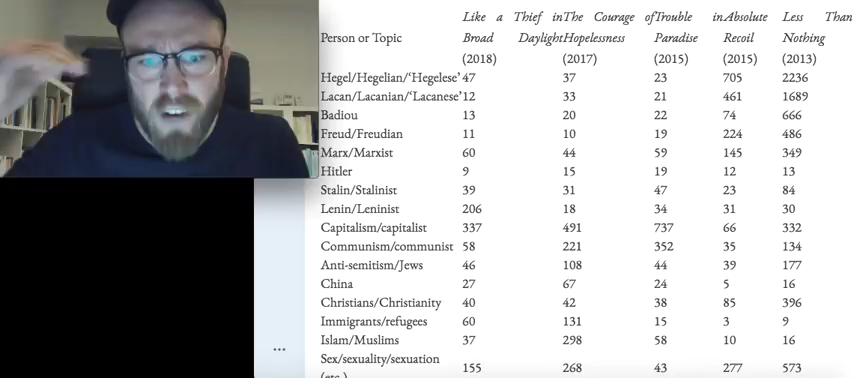 Like a Thief in The Courage of Trouble in Absolute Less Than
Person or Topic Broad Daylight Hopelessness Paradise Recoil Nothing
(2018) (2017) (2015) (2015) (2013)
Hegel/Hegelian/‘Hegelese’ 47 37 23 705 2236
Lacan/Lacanian/‘Lacanese’ 12 33 21 461 1689
Badiou 13 20 22 74 666
Freud/Freudian 11 10 19 224 486
Marx/Marxist 60 44 59 145 349
Hitler 9 15 19 12 13
Stalin/Stalinist 39 31 47 23 84
Lenin/Leninist 206 18 34 31 30
Capitalism/capitalist 337 491 737 66 332
Communism/communist 58 221 352 35 134
Anti-semitism/Jews 46 108 44 39 177
China 27 67 24 5 16
Christians/Christianity 40 42 38 85 396
Immigrants/refugees 60 131 15 3 9
Islam/Muslims 37 298 58 10 16
Sex/sexuality/sexuation 155 268 43 277 573
(etc.)
...